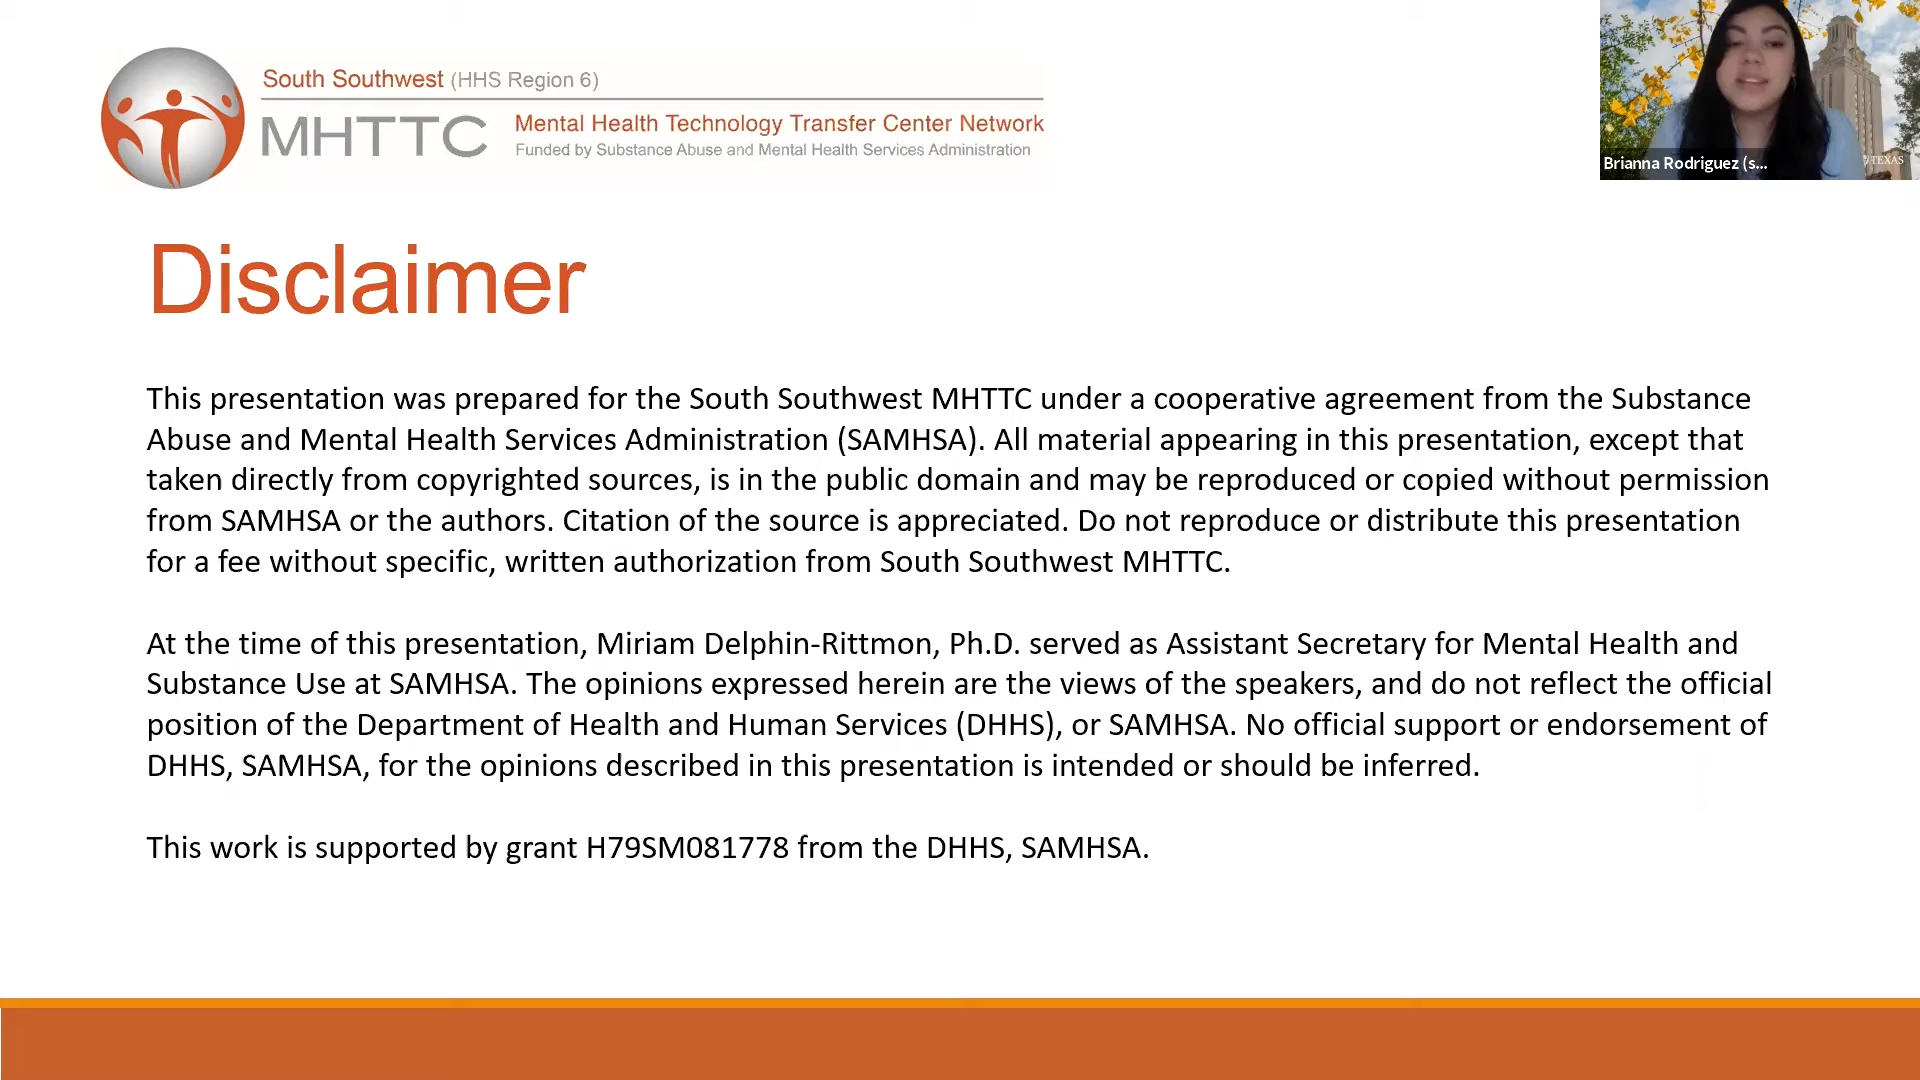 South Southwest (HHS Region 6)
MHTTC
Mental Health Technology Transfer Center Network
Funded by Substance Abuse and Mental Health Services Administration
Brianna Rodriguez (s...
TEXAS
Disclaimer
This presentation was prepared for the South Southwest MHTTC under a cooperative agreement from the Substance
Abuse and Mental Health Services Administration (SAMHSA). All material appearing in this presentation, except that
taken directly from copyrighted sources, is in the public domain and may be reproduced or copied without permission
from SAMHSA or the authors. Citation of the source is appreciated. Do not reproduce or distribute this presentation
for a fee without specific, written authorization from South Southwest MHTTC.
At the time of this presentation, Miriam Delphin-Rittmon, Ph.D. served as Assistant Secretary for Mental Health and
Substance Use at SAMHSA. The opinions expressed herein are the views of the speakers, and do not reflect the official
position of the Department of Health and Human Services (DHHS), or SAMHSA. No official support or endorsement of
DHHS, SAMHSA, for the opinions described in this presentation is intended or should be inferred.
This work is supported by grant H79SM081778 from the DHHS, SAMHSA.